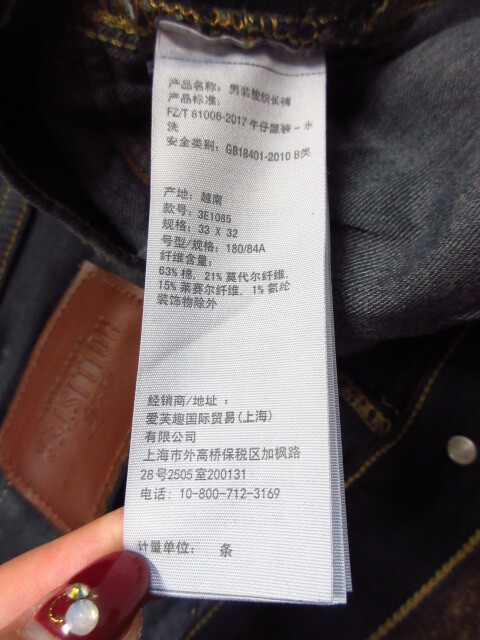 产品名称: 男装梭织长裤
产品标准:
FZ/T 81006-2017 牛仔服装-水
洗
安全类别: GB18401-2010 B类
产地: 越南
款号: 3E1085
规格: 33 X 32
号型/规格: 180/84A
纤维含量:
63% 棉, 21% 莫代尔纤维,
15% 莱赛尔纤维, 1% 氨纶
装饰物除外
经销商/地址 :
爱芙趣国际贸易(上海)
有限公司
上海市外高桥保税区加枫路
28号2505室200131
电话: 10-800-712-3169
计量单位: 条